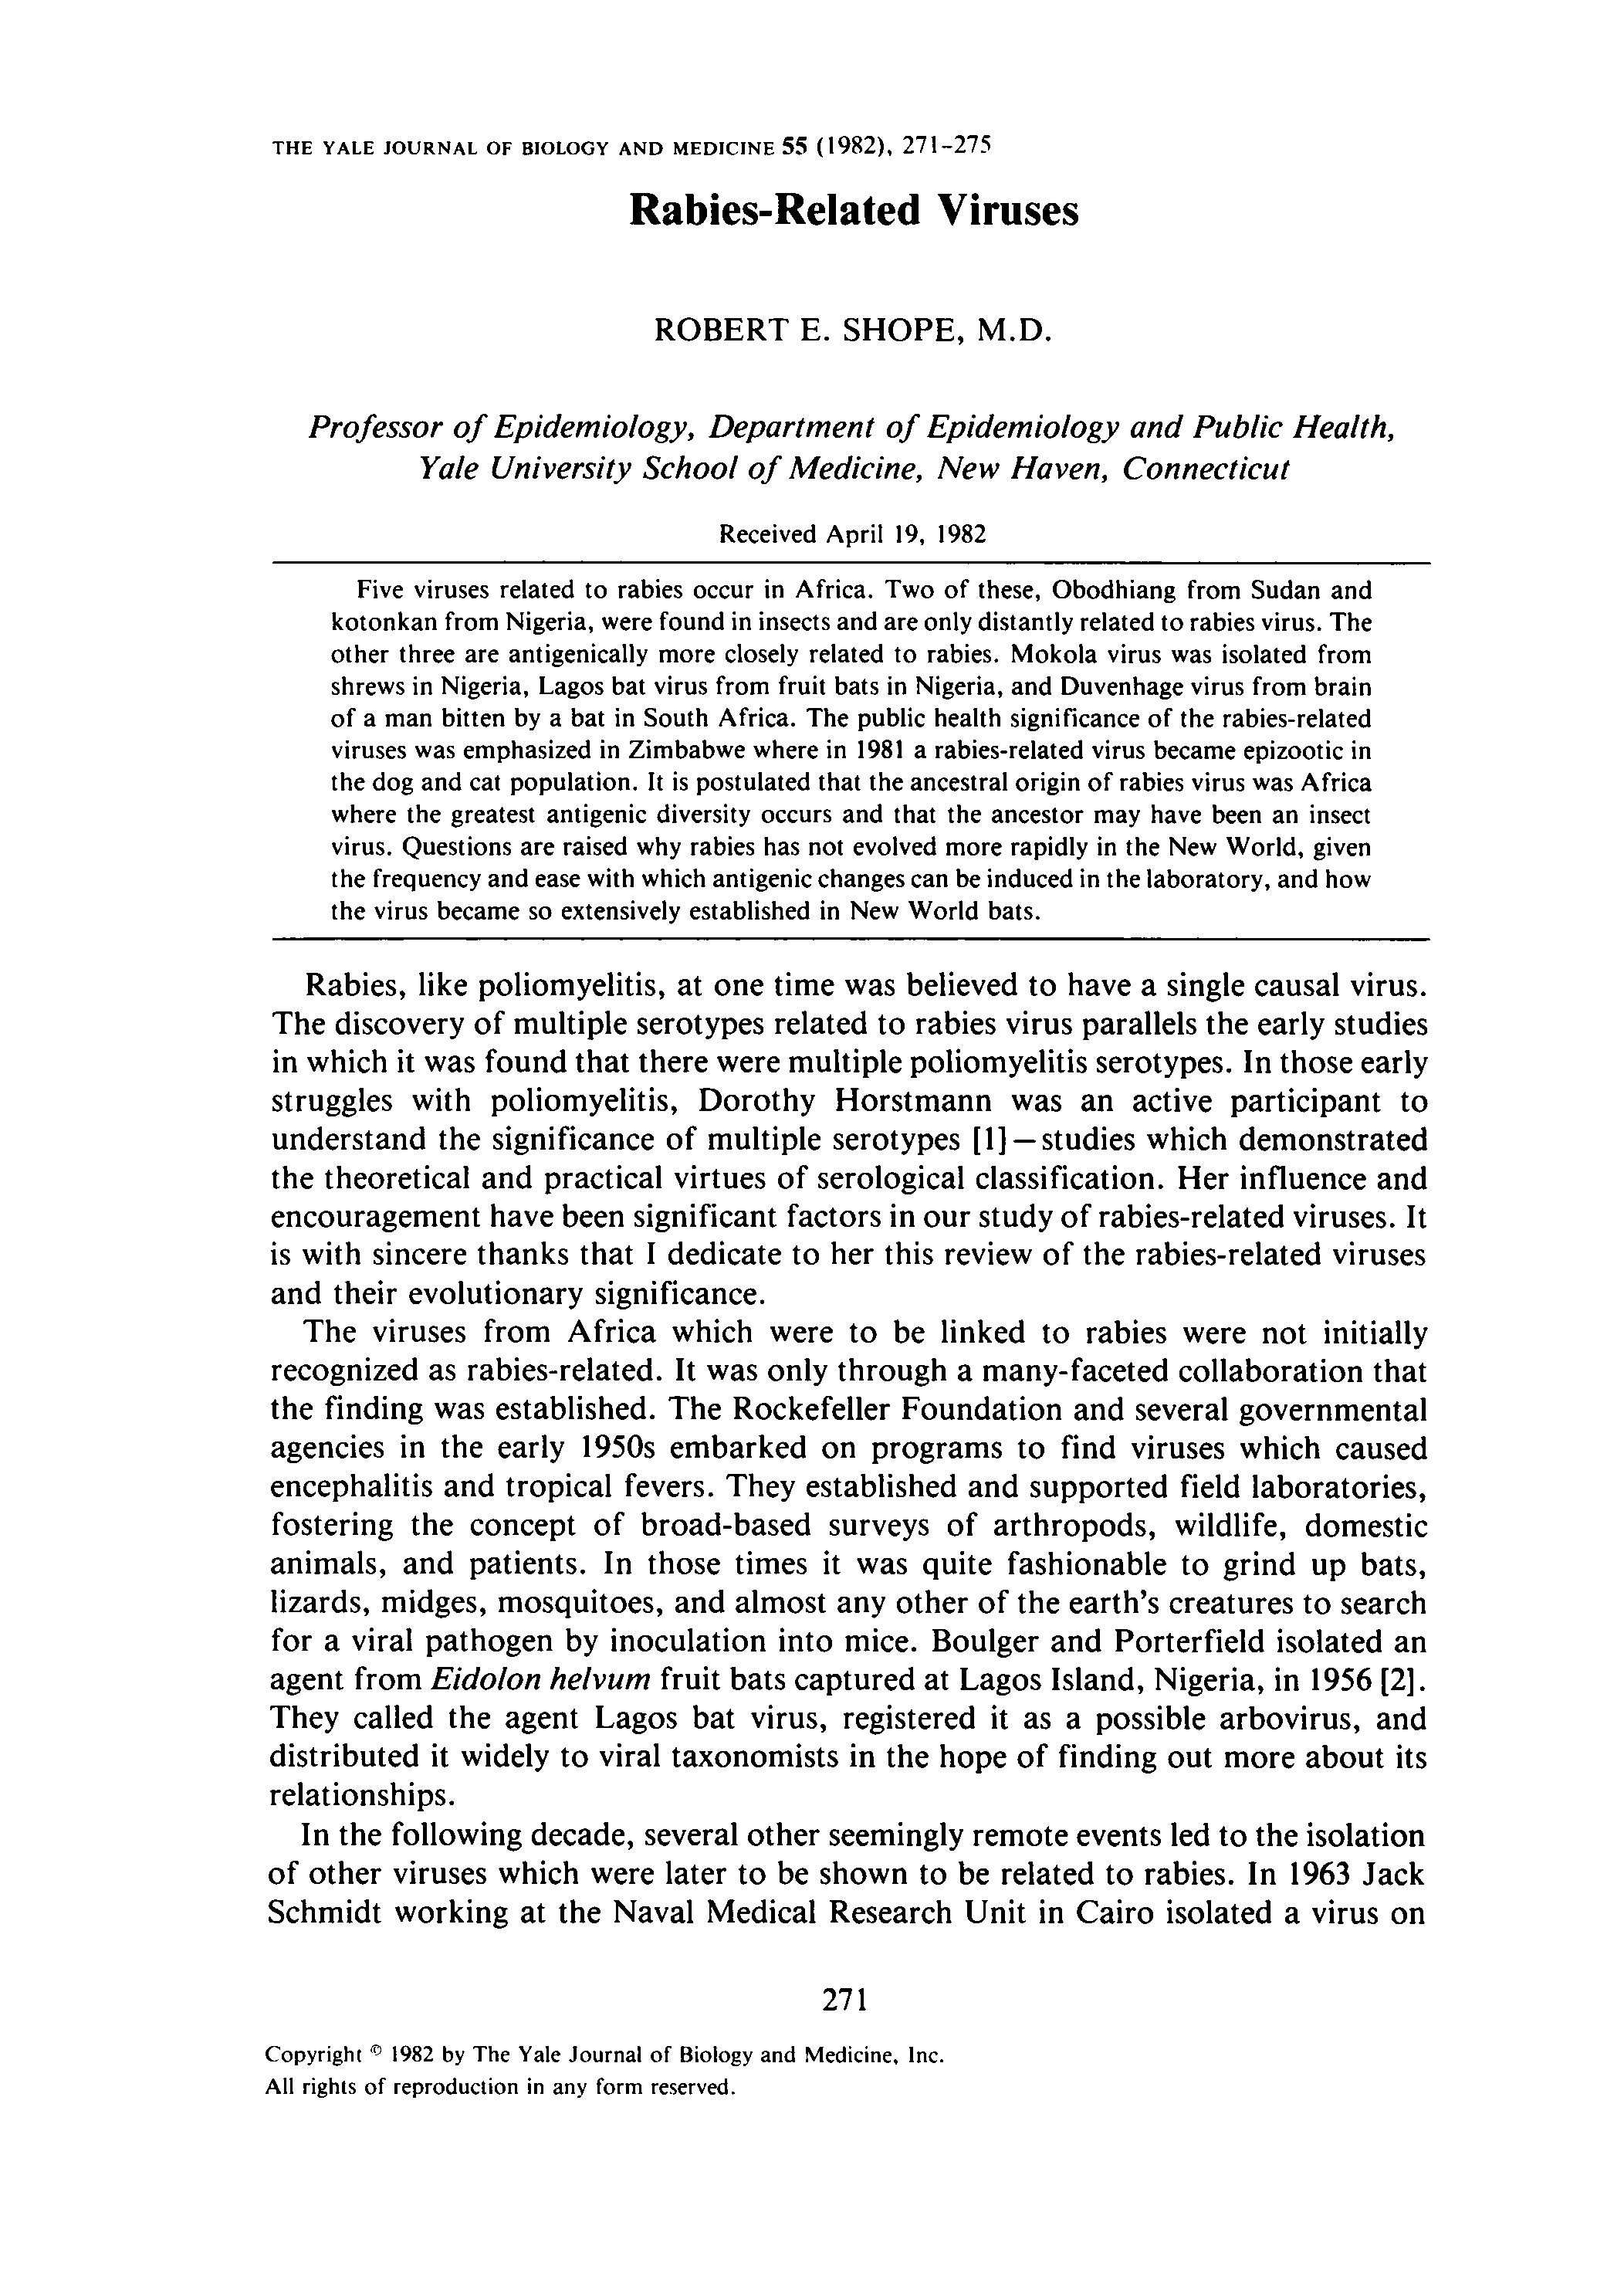 THE YALE JOURNAL OF BIOLOGY AND MEDICINE 55 (1982), 271-275
Rabies-Related Viruses
ROBERT E. SHOPE, M.D.
Professor of Epidemiology, Department of Epidemiology and Public Health,
Yale University School of Medicine, New Haven, Connecticut
Received April 19, 1982
Five viruses related to rabies occur in Africa. Two of these, Obodhiang from Sudan and
kotonkan from Nigeria, were found in insects and are only distantly related to rabies virus. The
other three are antigenically more closely related to rabies. Mokola virus was isolated from
shrews in Nigeria, Lagos bat virus from fruit bats in Nigeria, and Duvenhage virus from brain
of a man bitten by a bat in South Africa. The public health significance of the rabies-related
viruses was emphasized in Zimbabwe where in 1981 a rabies-related virus became epizootic in
the dog and cat population. It is postulated that the ancestral origin of rabies virus was Africa
where the greatest antigenic diversity occurs and that the ancestor may have been an insect
virus. Questions are raised why rabies has not evolved more rapidly in the New World, given
the frequency and ease with which antigenic changes can be induced in the laboratory, and how
the virus became so extensively established in New World bats.
Rabies, like poliomyelitis, at one time was believed to have a single causal virus.
The discovery of multiple serotypes related to rabies virus parallels the early studies
in which it was found that there were multiple poliomyelitis serotypes. In those early
struggles with poliomyelitis, Dorothy Horstmann was an active participant to
understand the significance of multiple serotypes [1]—studies which demonstrated
the theoretical and practical virtues of serological classification. Her influence and
encouragement have been significant factors in our study of rabies-related viruses. It
is with sincere thanks that I dedicate to her this review of the rabies-related viruses
and their evolutionary significance.
The viruses from Africa which were to be linked to rabies were not initially
recognized as rabies-related. It was only through a many-faceted collaboration that
the finding was established. The Rockefeller Foundation and several governmental
agencies in the early 1950s embarked on programs to find viruses which caused
encephalitis and tropical fevers. They established and supported field laboratories,
fostering the concept of broad-based surveys of arthropods, wildlife, domestic
animals, and patients. In those times it was quite fashionable to grind up bats,
lizards, midges, mosquitoes, and almost any other of the earth's creatures to search
for a viral pathogen by inoculation into mice. Boulger and Porterfield isolated an
agent from Eidolon helvum fruit bats captured at Lagos Island, Nigeria, in 1956 [2].
They called the agent Lagos bat virus, registered it as a possible arbovirus, and
distributed it widely to viral taxonomists in the hope of finding out more about its
relationships.
In the following decade, several other seemingly remote events led to the isolation
of other viruses which were later to be shown to be related to rabies. In 1963 Jack
Schmidt working at the Naval Medical Research Unit in Cairo isolated a virus on
271
Copyright © 1982 by The Yale Journal of Biology and Medicine, Inc.
All rights of reproduction in any form reserved.